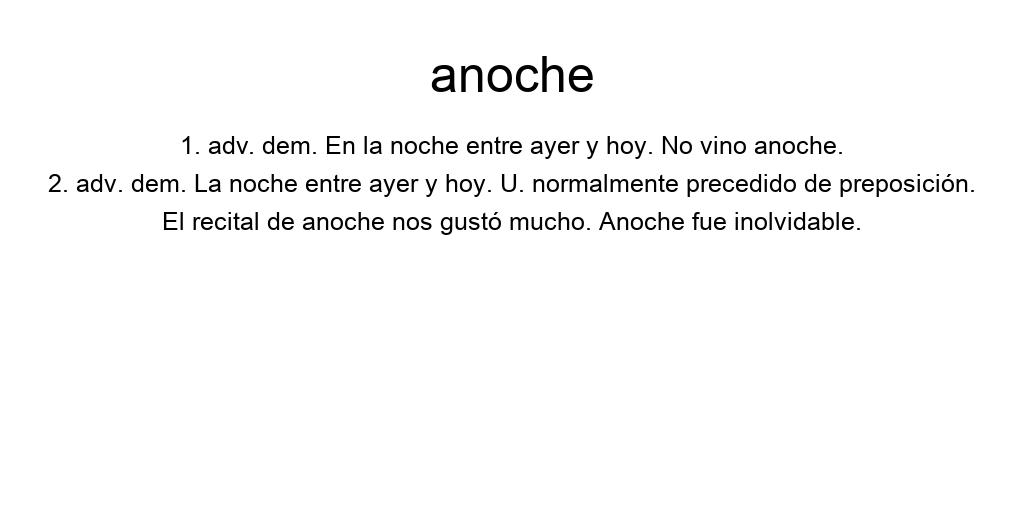 anoche
1. adv. dem. En la noche entre ayer y hoy. No vino anoche.
2. adv. dem. La noche entre ayer y hoy. U. normalmente precedido de preposición.
El recital de anoche nos gustó mucho. Anoche fue inolvidable.